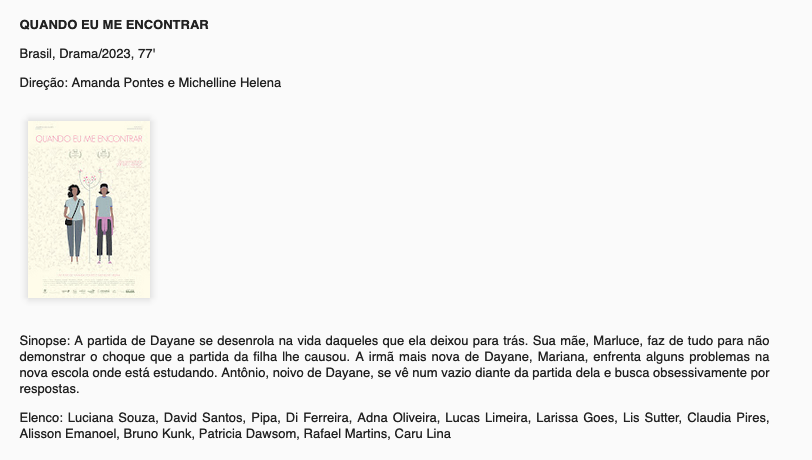 QUANDO EU ME ENCONTRAR
Brasil, Drama/2023, 77'
Direção: Amanda Pontes e Michelline Helena
QUANDO EU ME ENCONTRAR
Sinopse: A partida de Dayane se desenrola na vida daqueles que ela deixou para trás. Sua mãe, Marluce, faz de tudo para não
demonstrar o choque que a partida da filha lhe causou. A irmã mais nova de Dayane, Mariana, enfrenta alguns problemas na
nova escola onde está estudando. Antônio, noivo de Dayane, se vê num vazio diante da partida dela e busca obsessivamente por
respostas.
Elenco: Luciana Souza, David Santos, Pipa, Di Ferreira, Adna Oliveira, Lucas Limeira, Larissa Goes, Lis Sutter, Claudia Pires,
Alisson Emanoel, Bruno Kunk, Patricia Dawsom, Rafael Martins, Caru Lina